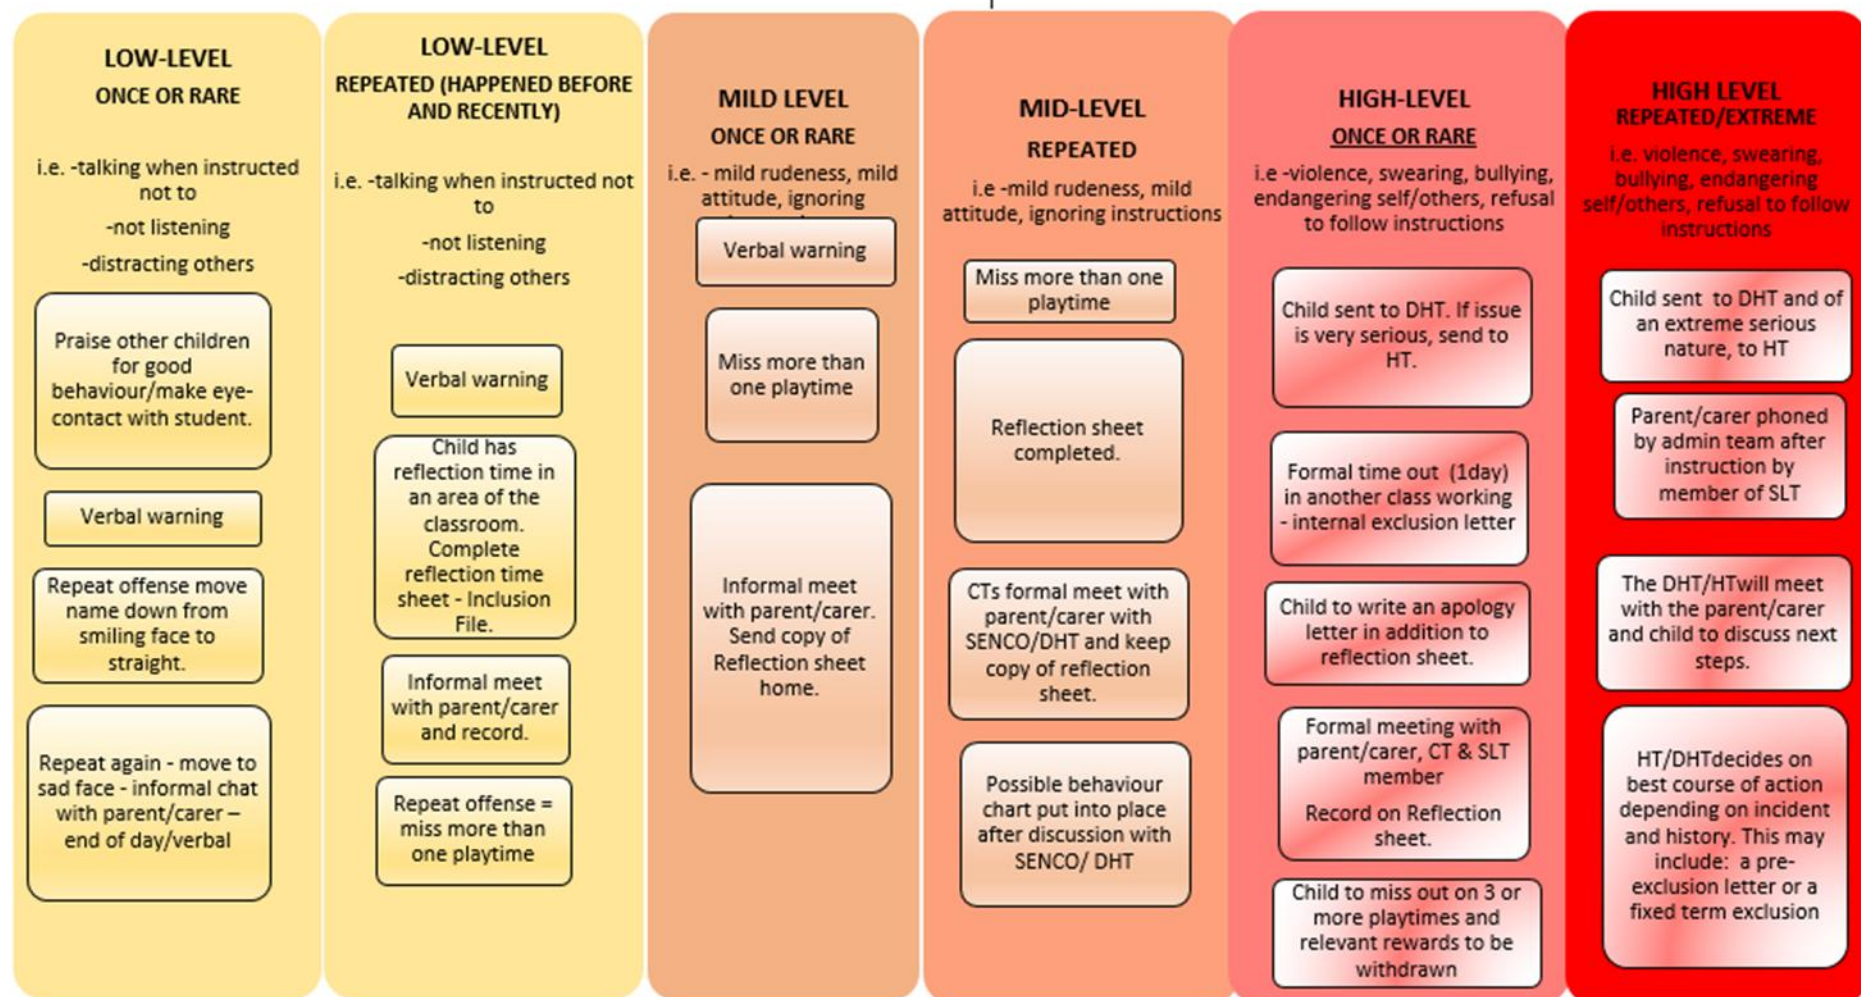 LOW-LEVEL
ONCE OR RARE
i.e. -talking when instructed
not to
-not listening
-distracting others
Praise other children
for good
behaviour/make eye-
contact with student.
Verbal warning
Repeat offense move
name down from
smiling face to
straight.
Repeat again - move to
sad face - informal chat
with parent/carer –
end of day/verbal
LOW-LEVEL
REPEATED (HAPPENED BEFORE
AND RECENTLY)
i.e. -talking when instructed not
to
-not listening
-distracting others
Verbal warning
Child has
reflection time in
an area of the
classroom.
Complete
reflection time
sheet - Inclusion
File.
Informal meet
with parent/carer
and record.
Repeat offense =
miss more than
one playtime
MILD LEVEL
ONCE OR RARE
i.e. - mild rudeness, mild
attitude, ignoring
Verbal warning
Miss more than
one playtime
Informal meet
with parent/carer.
Send copy of
Reflection sheet
home.
MID-LEVEL
REPEATED
i.e -mild rudeness, mild
attitude, ignoring instructions
Miss more than one
playtime
Reflection sheet
completed.
CTs formal meet with
parent/carer with
SENCO/DHT and keep
copy of reflection
sheet.
Possible behaviour
chart put into place
after discussion with
SENCO/ DHT
HIGH-LEVEL
ONCE OR RARE
i.e -violence, swearing, bullying,
endangering self/others, refusal
to follow instructions
Child sent to DHT. If issue
is very serious, send to
HT.
Formal time out (1day)
in another class working
- internal exclusion letter
Child to write an apology
letter in addition to
reflection sheet.
Formal meeting with
parent/carer, CT & SLT
member
Record on Reflection
sheet.
Child to miss out on 3 or
more playtimes and
relevant rewards to be
withdrawn
HIGH LEVEL
REPEATED/EXTREME
i.e. violence, swearing,
bullying, endangering
self/others, refusal to follow
instructions
Child sent to DHT and of
an extreme serious
nature, to HT
Parent/carer phoned
by admin team after
instruction by
member of SLT
The DHT/HTwill meet
with the parent/carer
and child to discuss next
steps.
HT/DHTdecides on
best course of action
depending on incident
and history. This may
include: a pre-
exclusion letter or a
fixed term exclusion